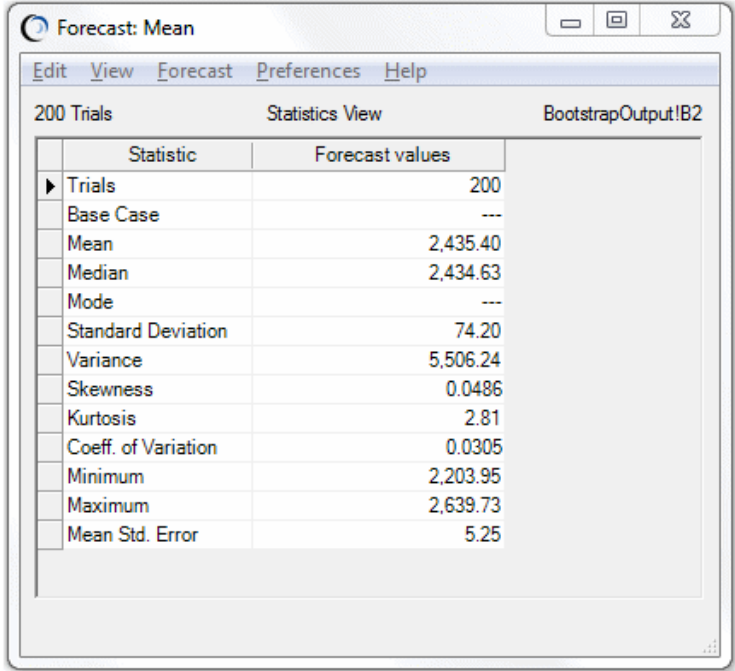 Forecast: Mean
Edit View Forecast Preferences Help
200 Trials Statistics View BootstrapOutput!B2
Statistic Forecast values
Trials 200
Base Case ---
Mean 2,435.40
Median 2,434.63
Mode ---
Standard Deviation 74.20
Variance 5,506.24
Skewness 0.0486
Kurtosis 2.81
Coeff. of Variation 0.0305
Minimum 2,203.95
Maximum 2,639.73
Mean Std. Error 5.25